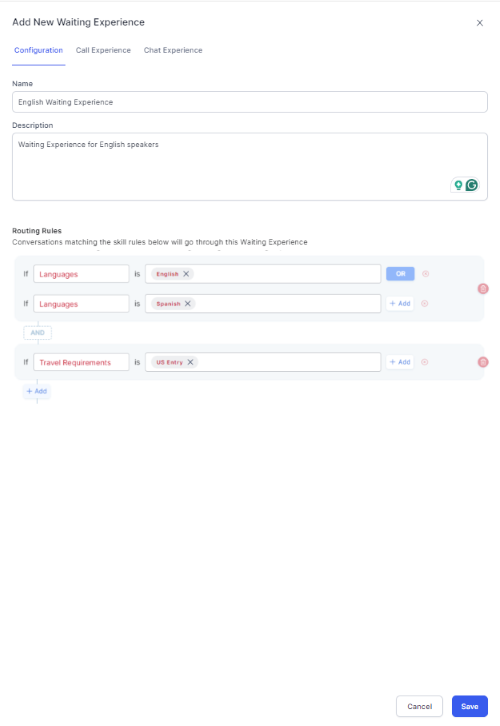 Add New Waiting Experience
Configuration Call Experience Chat Experience
Name
English Waiting Experience
Description
Waiting Experience for English speakers
Routing Rules
Conversations matching the skill rules below will go through this Waiting Experience
If Languages is English OR
If Languages is Spanish + Add
AND
If Travel Requirements is US Entry + Add
+ Add
Cancel Save